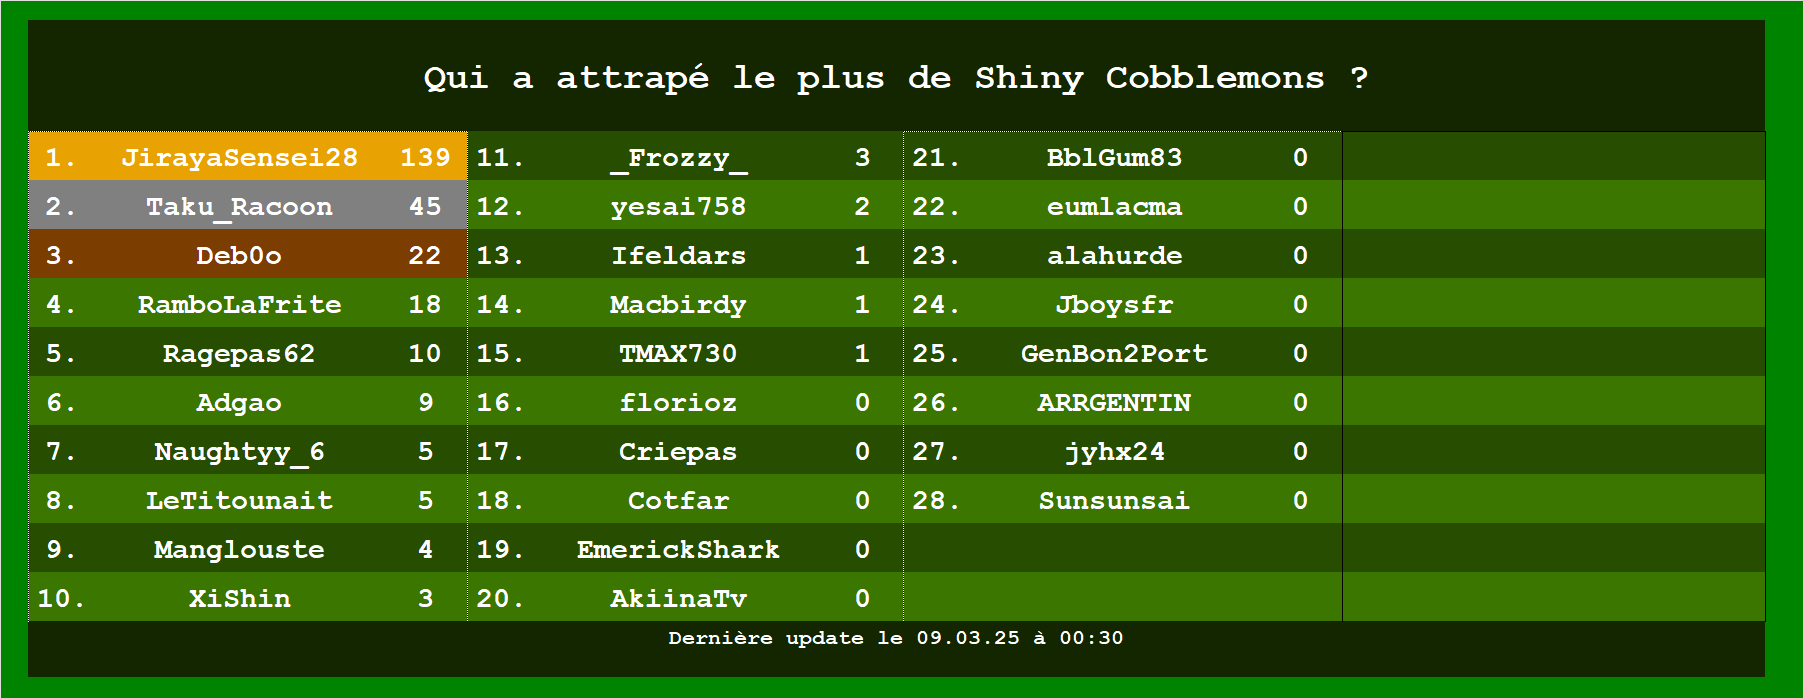 Qui a attrapé le plus de Shiny Cobblemons ?
1. JirayaSensei28 139
2. Taku_Racoon 45
3. Deb0o 22
4. RamboLaFrite 18
5. Ragepas62 10
6. Adgao 9
7. Naughtyy_6 5
8. LeTitounait 5
9. Manglouste 4
10. XiShin 3
11. _Frozzy_ 3
12. yesai758 2
13. Ifeldars 1
14. Macbirdy 1
15. TMAX730 1
16. florioz 0
17. Criepas 0
18. Cotfar 0
19. EmerickShark 0
20. AkiinaTv 0
21. BblGum83 0
22. eumlacma 0
23. alahurde 0
24. Jboysfr 0
25. GenBon2Port 0
26. ARRGENTIN 0
27. jyhx24 0
28. Sunsunsai 0
Dernière update le 09.03.25 à 00:30